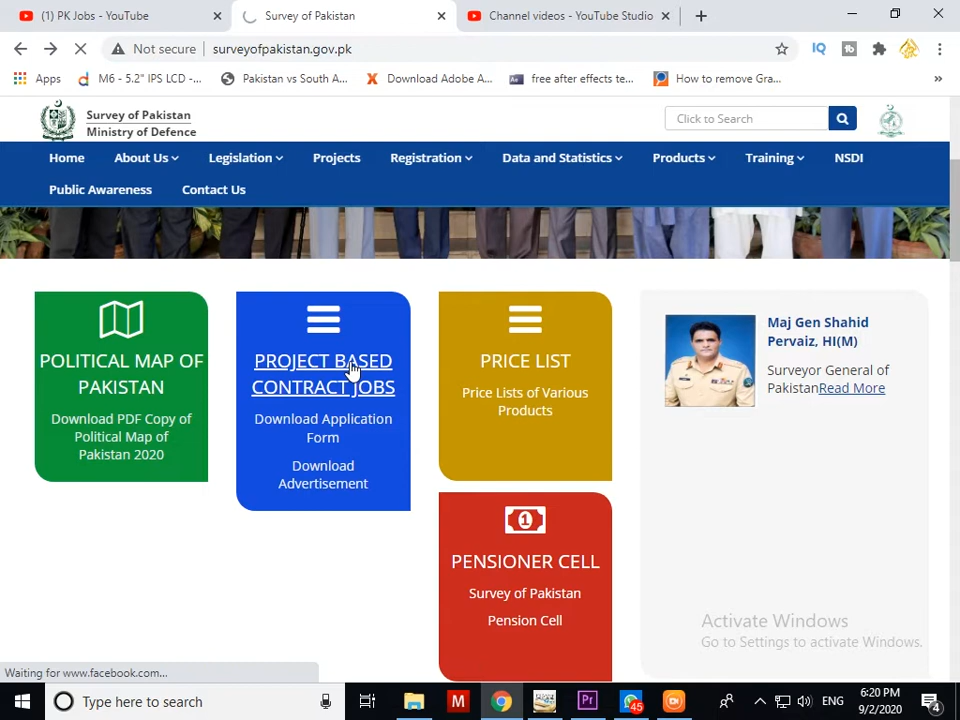 (1) PK Jobs - YouTube
Survey of Pakistan
Channel videos - YouTube Studio
Not secure
surveyofpakistan.gov.pk
IQ
Apps
M6 - 5.2" IPS LCD -...
Pakistan vs South A...
Download Adobe A...
free after effects te...
How to remove Gra...
Survey of Pakistan
Ministry of Defence
Click to Search
Home
About Us
Legislation
Projects
Registration
Data and Statistics
Products
Training
NSDI
Public Awareness
Contact Us
POLITICAL MAP OF
PAKISTAN
Download PDF Copy of
Political Map of
Pakistan 2020
PROJECT BASED
CONTRACT JOBS
Download Application
Form
Download
Advertisement
PRICE LIST
Price Lists of Various
Products
1
PENSIONER CELL
Survey of Pakistan
Pension Cell
Maj Gen Shahid
Pervaiz, HI(M)
Surveyor General of
PakistanRead More
Activate Windows
Go to Settings to activate Windows.
Waiting for www.facebook.com...
Type here to search
M
Pr
45
ENG
6:20 PM
9/2/2020
4